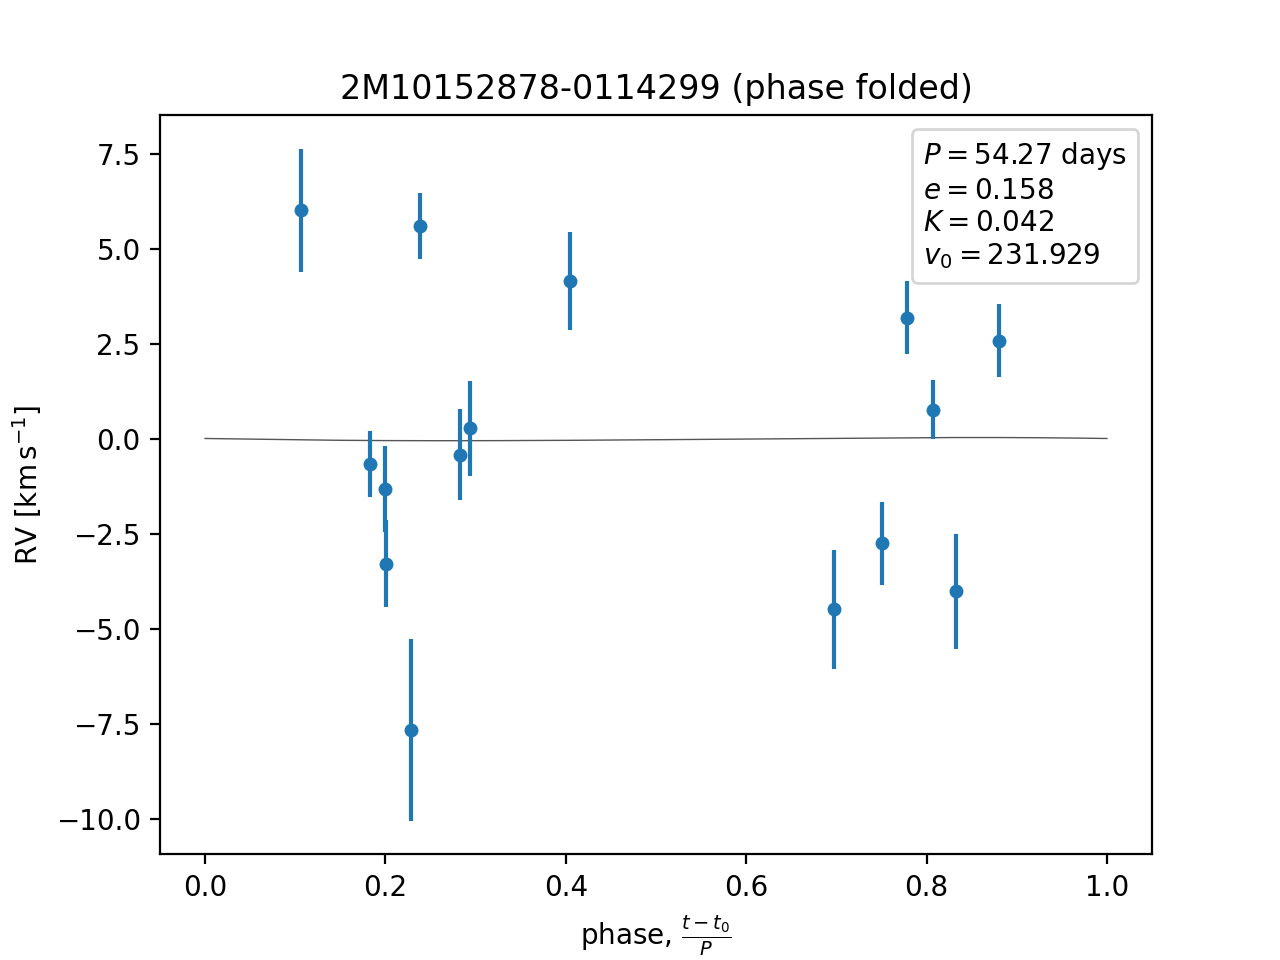 2M10152878-0114299 (phase folded)
P = 54.27 days
e = 0.158
K = 0.042
v₀ = 231.929
7.5
5.0
2.5
0.0
−2.5
−5.0
−7.5
−10.0
RV [km s⁻¹]
0.0 0.2 0.4 0.6 0.8 1.0
phase, (t − t₀)/P